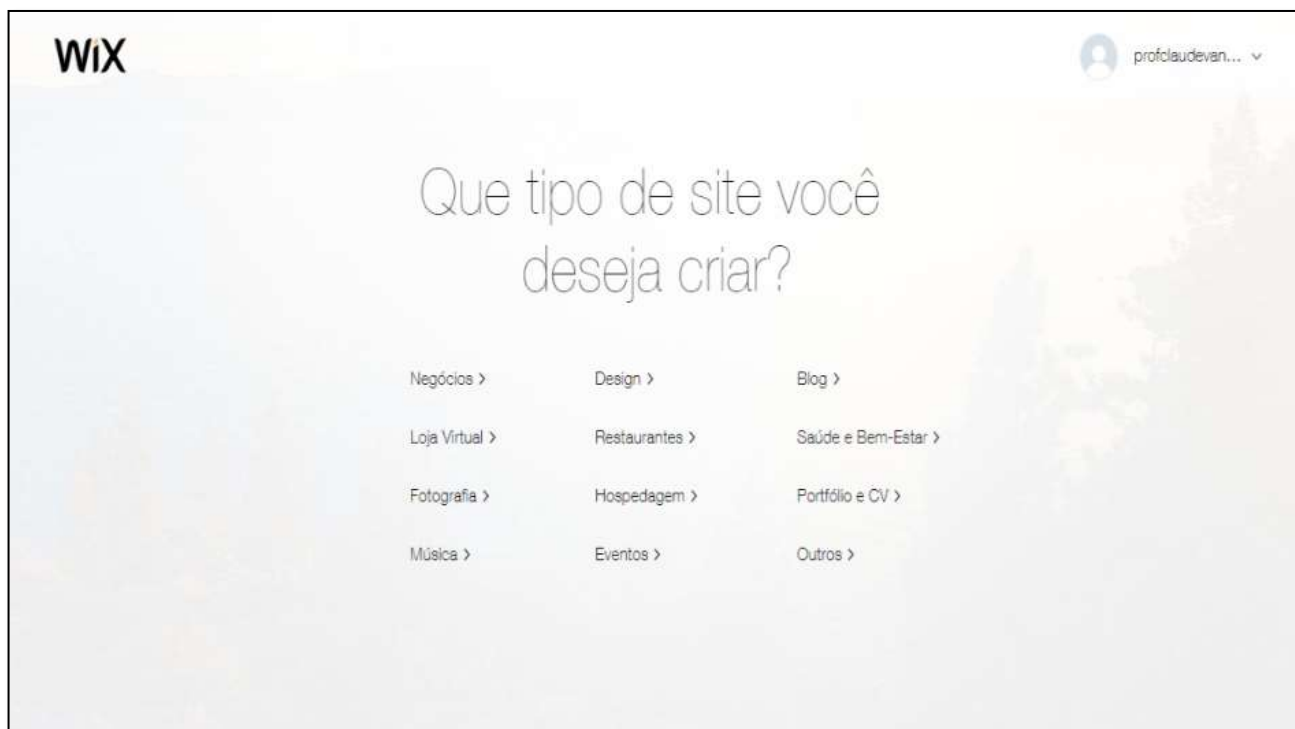 WiX
profclaudevan...
Que tipo de site você
deseja criar?
Negócios >
Design >
Blog >
Loja Virtual >
Restaurantes >
Saúde e Bem-Estar >
Fotografia >
Hospedagem >
Portfólio e CV >
Música >
Eventos >
Outros >